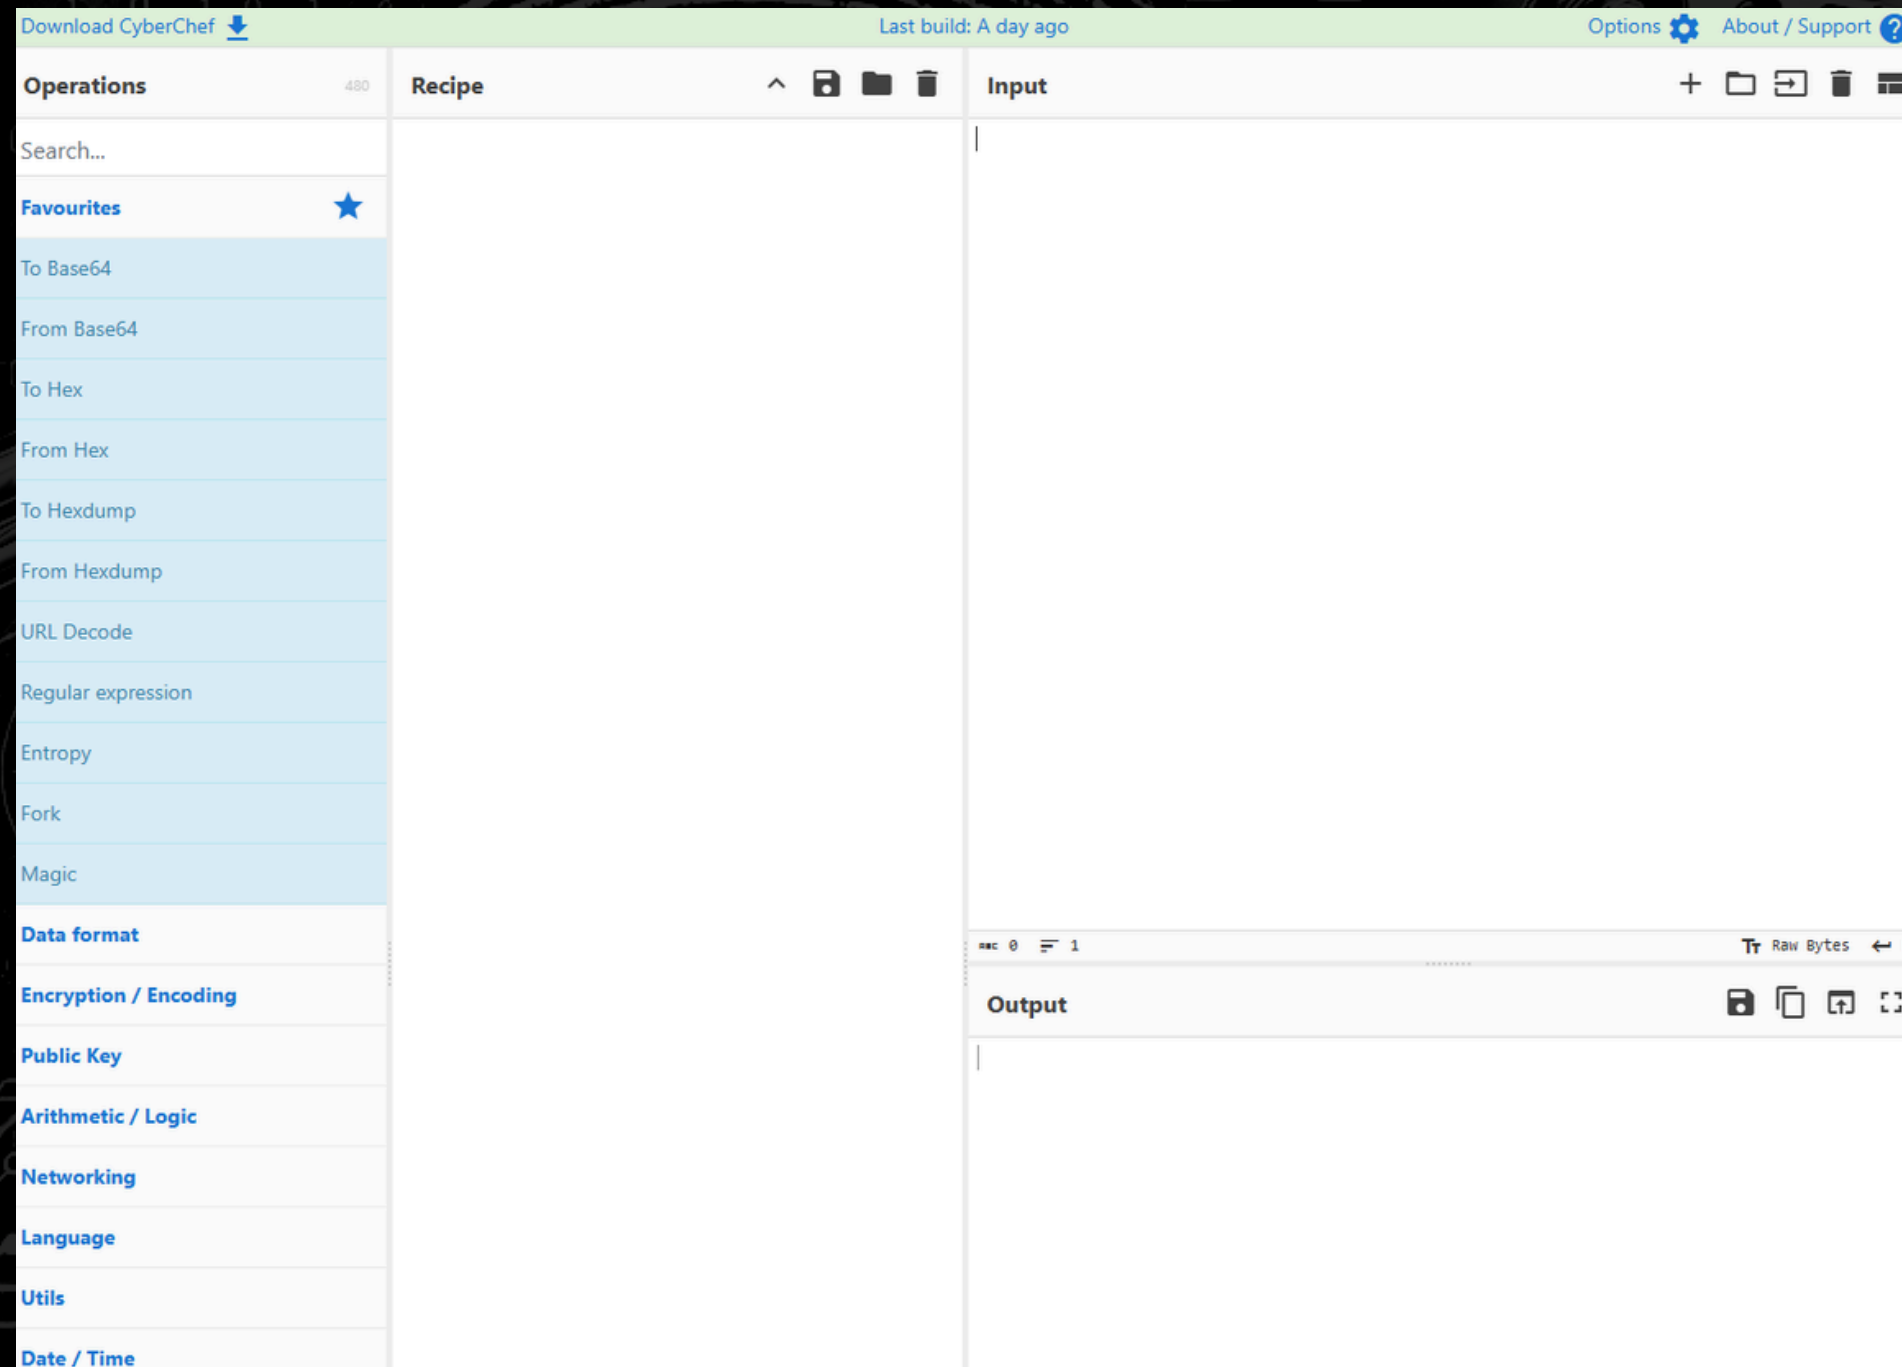 Download CyberChef
Last build: A day ago
Options
About / Support
Operations
480
Recipe
Input
Search...
Favourites
To Base64
From Base64
To Hex
From Hex
To Hexdump
From Hexdump
URL Decode
Regular expression
Entropy
Fork
Magic
Data format
Encryption / Encoding
Public Key
Arithmetic / Logic
Networking
Language
Utils
Date / Time
ABC 0 1
Tт Raw Bytes
Output